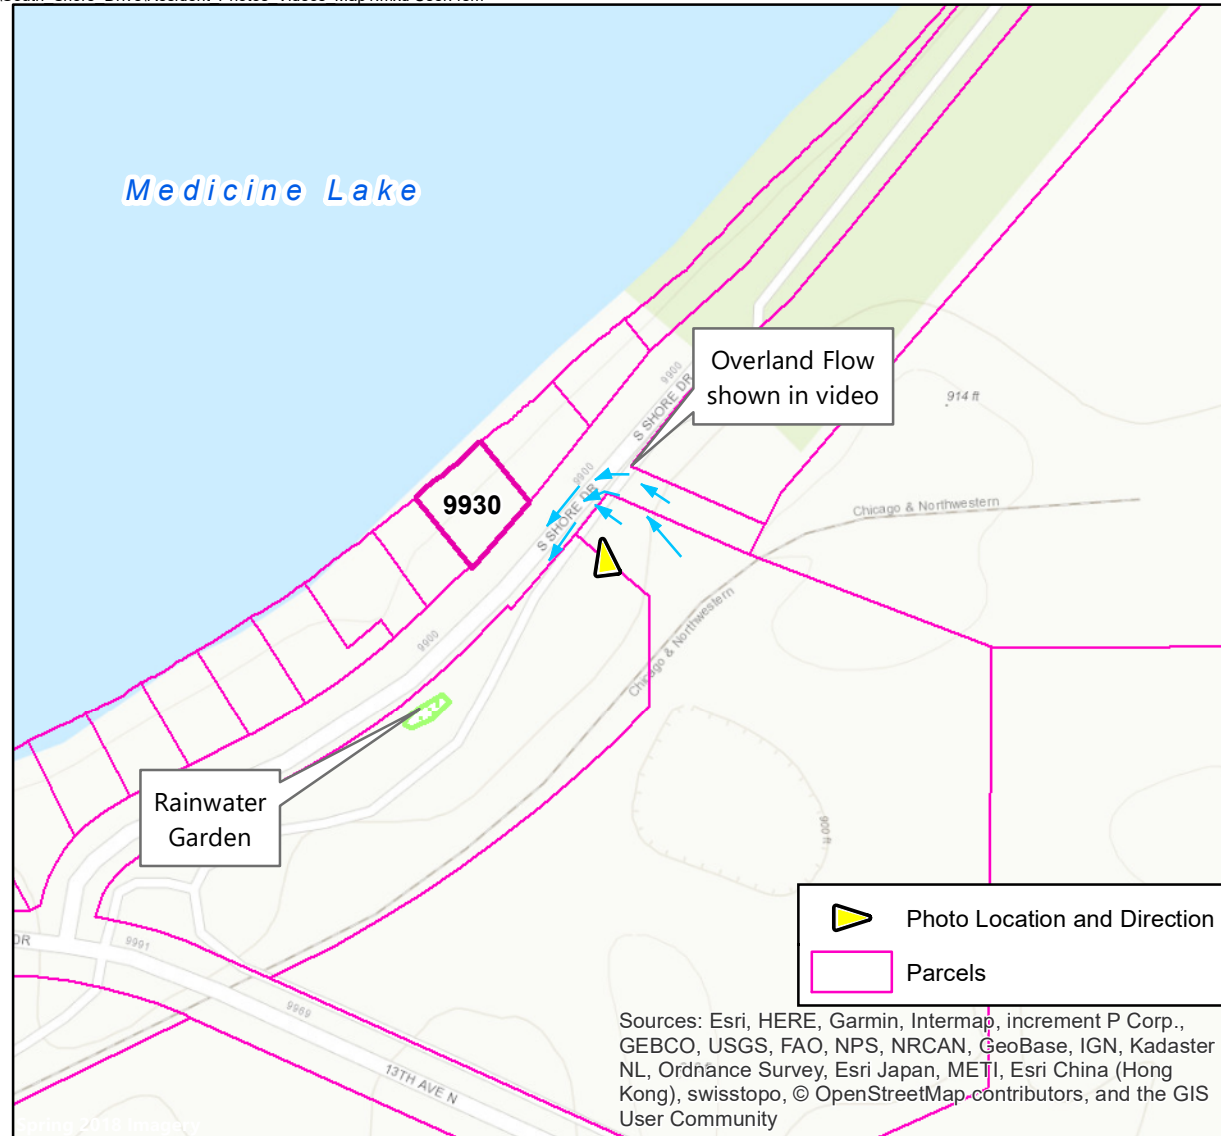 Medicine Lake
Overland Flow
shown in video
9900
S SHORE DR
914 ft
9900
S SHORE DR
9930
Chicago & Northwestern
Chicago & Northwestern
9900
Rainwater
Garden
900 ft
Photo Location and Direction
Parcels
DR
9991
9969
13TH AVE N
Sources: Esri, HERE, Garmin, Intermap, increment P Corp.,
GEBCO, USGS, FAO, NPS, NRCAN, GeoBase, IGN, Kadaster
NL, Ordnance Survey, Esri Japan, METI, Esri China (Hong
Kong), swisstopo, © OpenStreetMap contributors, and the GIS
User Community
Spring 2018 Imagery